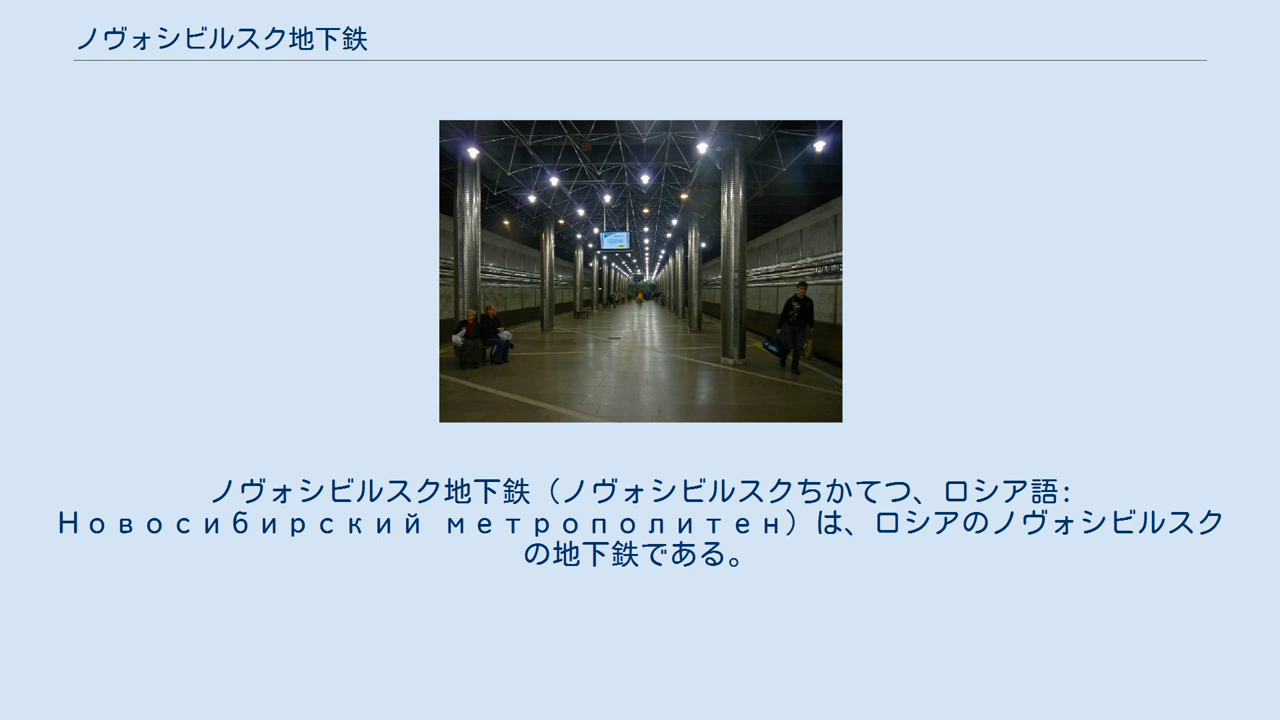 ノヴォシビルスク地下鉄
ノヴォシビルスク地下鉄（ノヴォシビルスクちかてつ、ロシア語:
Новосибирский метрополитен）は、ロシアのノヴォシビルスク
の地下鉄である。